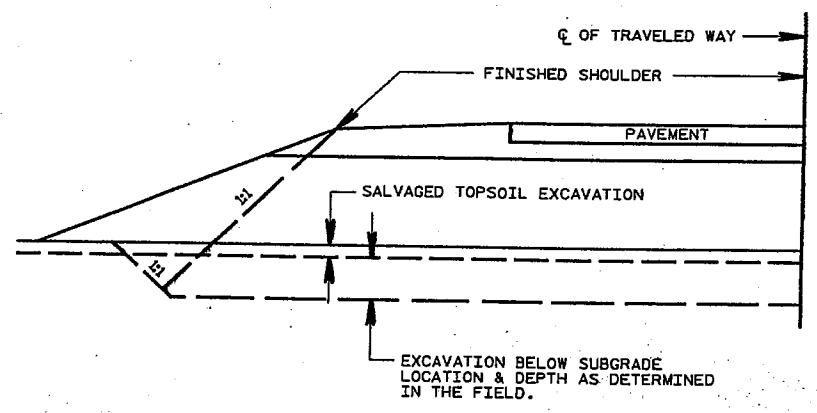 ℄ OF TRAVELED WAY
FINISHED SHOULDER
PAVEMENT
1:1
SALVAGED TOPSOIL EXCAVATION
1:1
EXCAVATION BELOW SUBGRADE
LOCATION & DEPTH AS DETERMINED
IN THE FIELD.